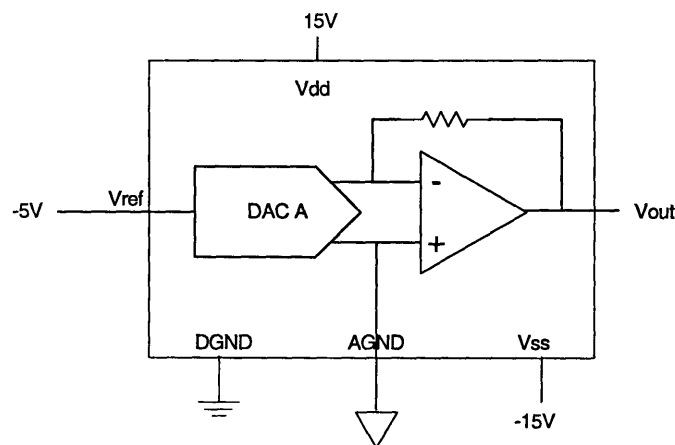 15V
Vdd
-5V
Vref
DAC A
-
+
Vout
DGND
AGND
Vss
-15V